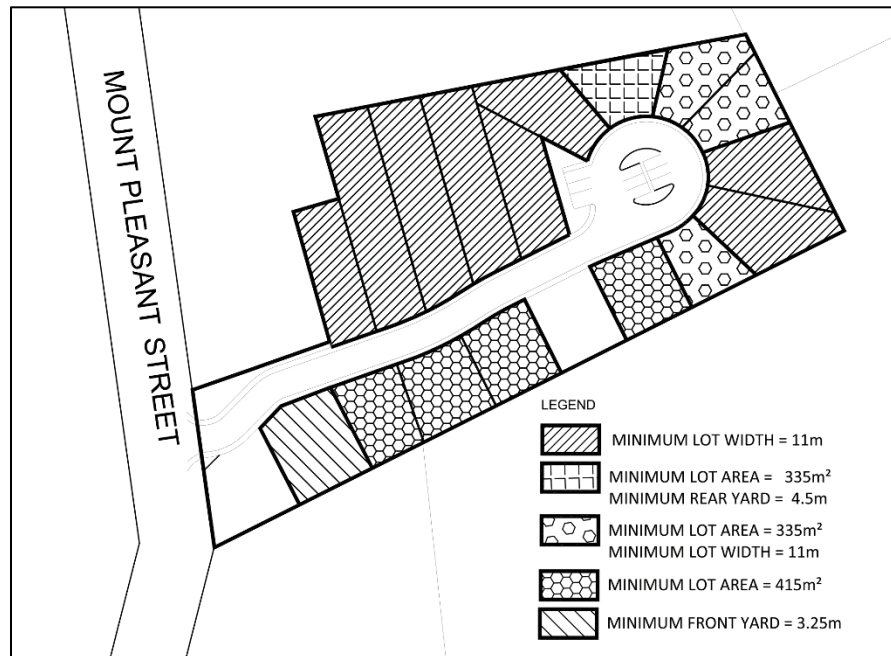 MOUNT PLEASANT STREET
LEGEND
MINIMUM LOT WIDTH = 11m
MINIMUM LOT AREA = 335m²
MINIMUM REAR YARD = 4.5m
MINIMUM LOT AREA = 335m²
MINIMUM LOT WIDTH = 11m
MINIMUM LOT AREA = 415m²
MINIMUM FRONT YARD = 3.25m